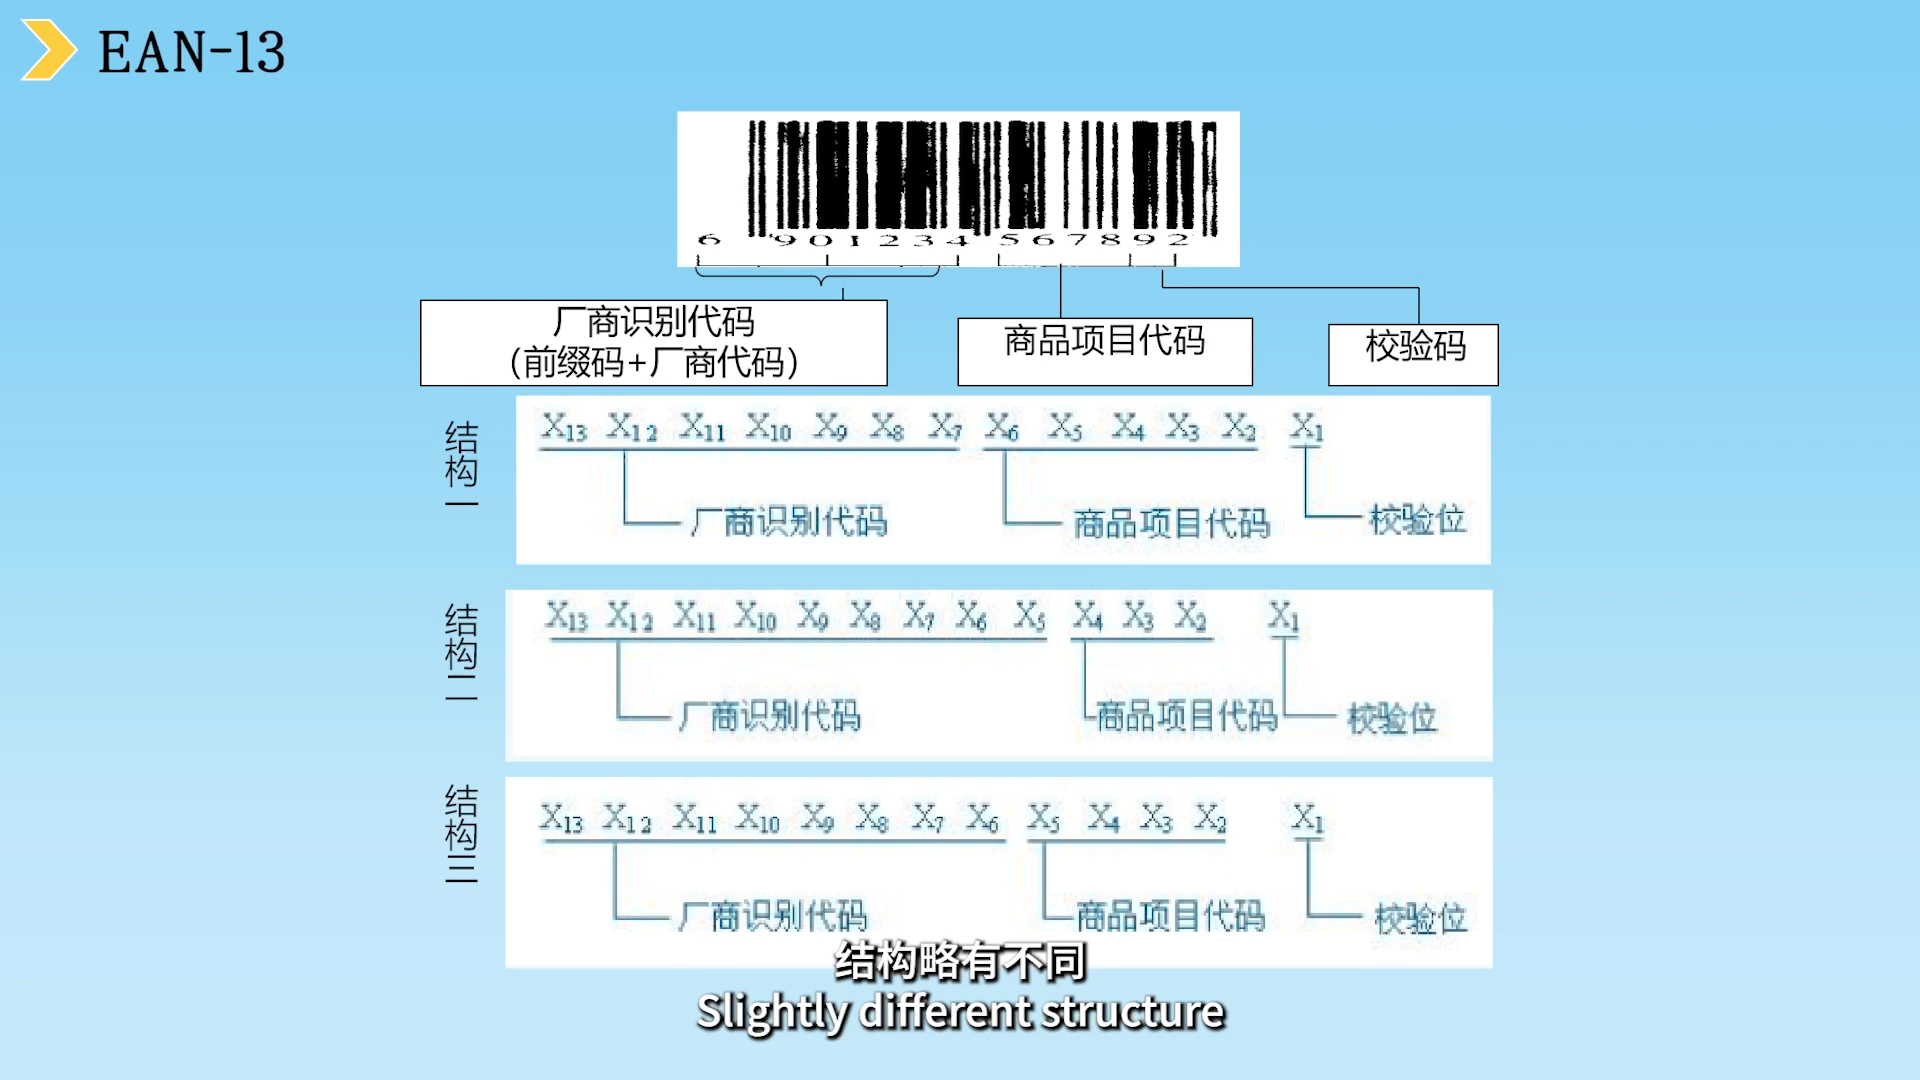 EAN-13
6 901234 567892
厂商识别代码
(前缀码+厂商代码)
商品项目代码
校验码
结构一
X13 X12 X11 X10 X9 X8 X7 X6 X5 X4 X3 X2 X1
厂商识别代码 商品项目代码 校验位
结构二
X13 X12 X11 X10 X9 X8 X7 X6 X5 X4 X3 X2 X1
厂商识别代码 商品项目代码 校验位
结构三
X13 X12 X11 X10 X9 X8 X7 X6 X5 X4 X3 X2 X1
厂商识别代码 商品项目代码 校验位
结构略有不同
Slightly different structure